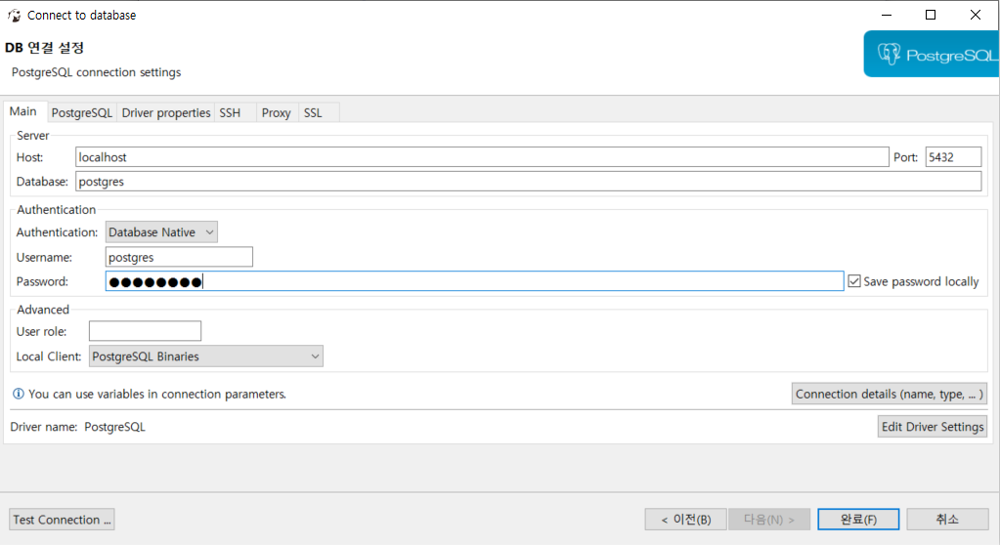 Connect to database
DB 연결 설정
PostgreSQL connection settings
PostgreSQL
Main PostgreSQL Driver properties SSH Proxy SSL
Server
Host: localhost Port: 5432
Database: postgres
Authentication
Authentication: Database Native
Username: postgres
Password: ●●●●●●●● Save password locally
Advanced
User role:
Local Client: PostgreSQL Binaries
You can use variables in connection parameters. Connection details (name, type, ... )
Driver name: PostgreSQL Edit Driver Settings
Test Connection ... < 이전(B) 다음(N) > 완료(F) 취소